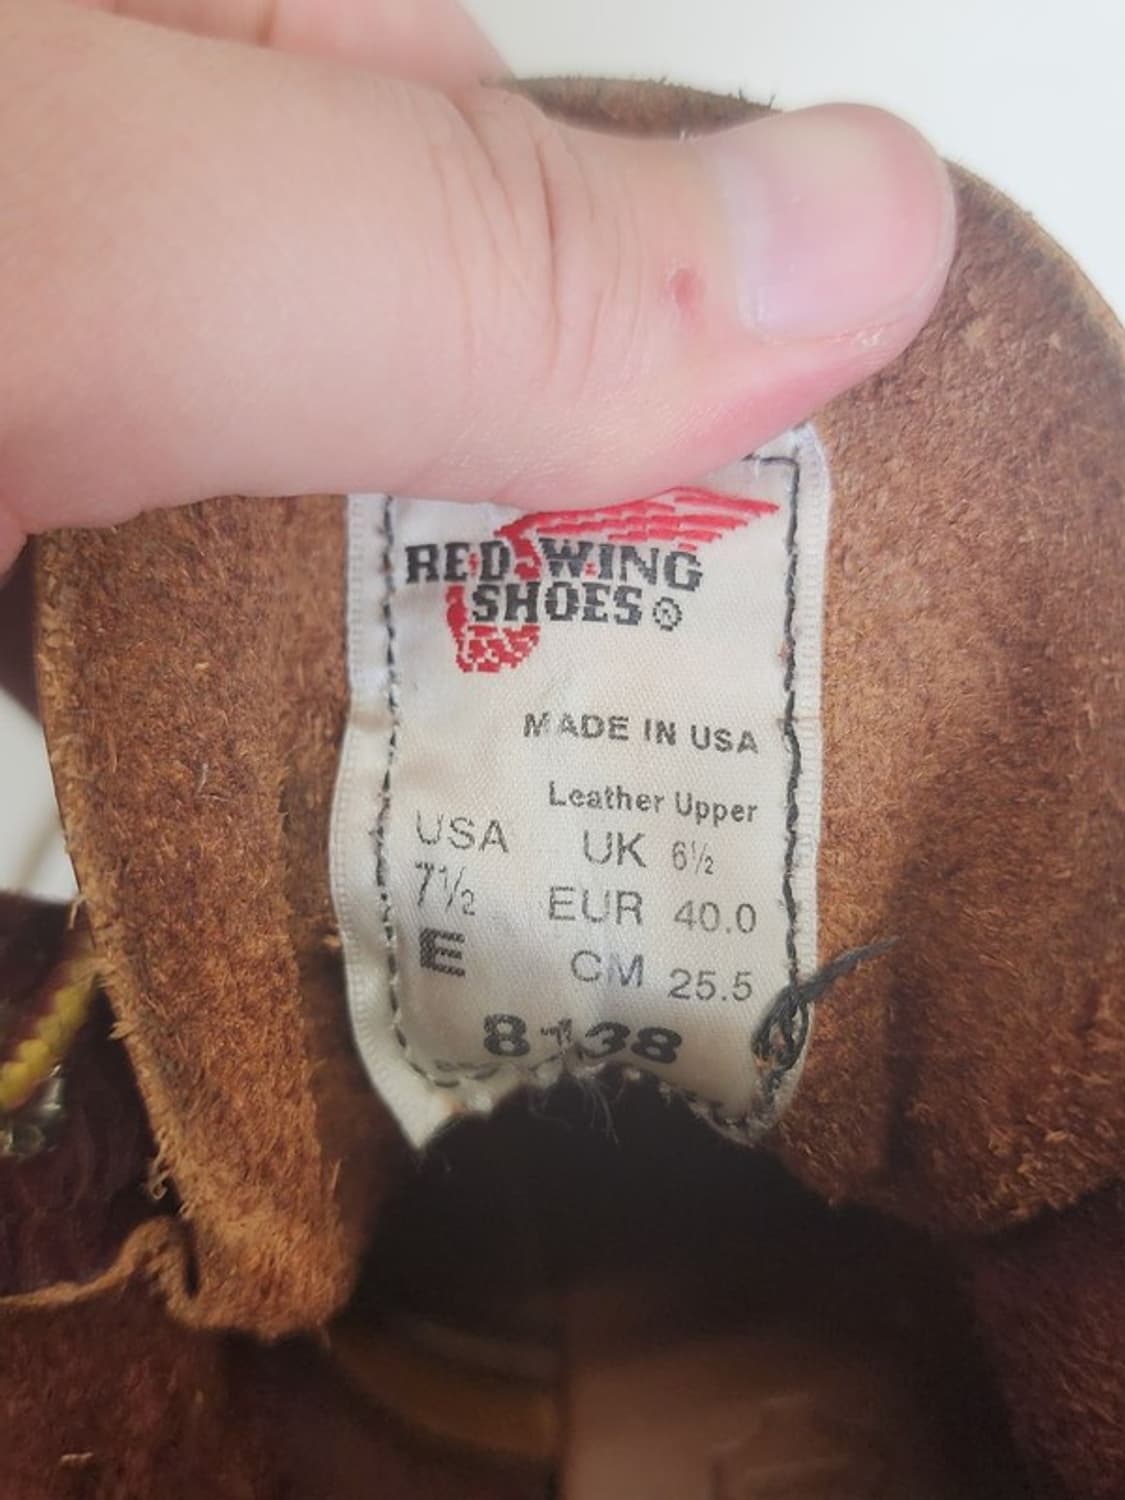 RED WING
SHOES ®
MADE IN USA
Leather Upper
USA UK 6½
7½ EUR 40.0
E CM 25.5
8138